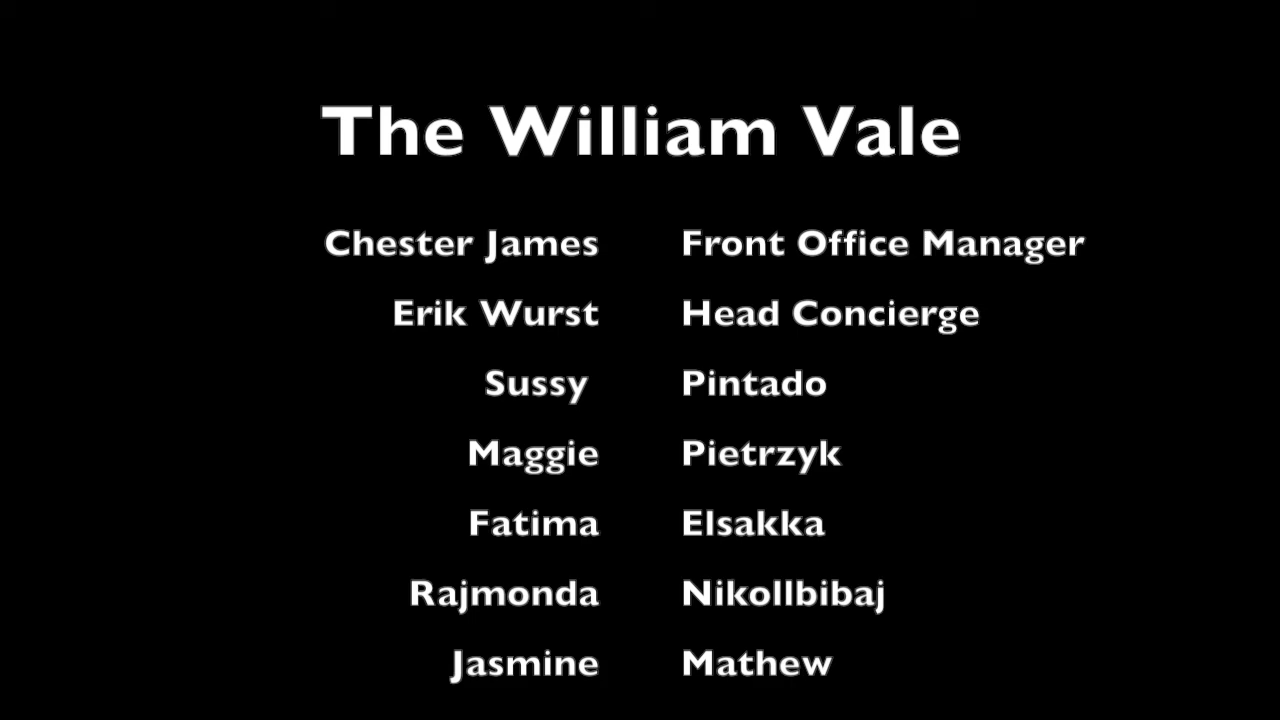 The William Vale
Chester James Front Office Manager
Erik Wurst Head Concierge
Sussy Pintado
Maggie Pietrzyk
Fatima Elsakka
Rajmonda Nikollbibaj
Jasmine Mathew